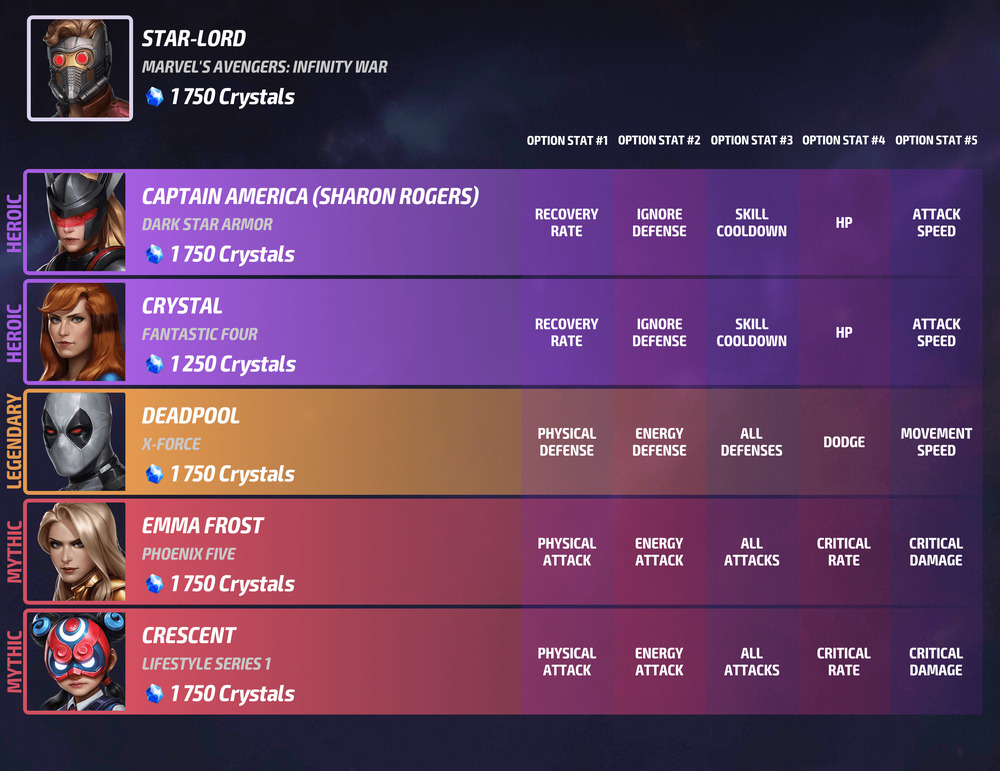 STAR-LORD
MARVEL'S AVENGERS: INFINITY WAR
1 750 Crystals
OPTION STAT #1 OPTION STAT #2 OPTION STAT #3 OPTION STAT #4 OPTION STAT #5
HEROIC
CAPTAIN AMERICA (SHARON ROGERS)
DARK STAR ARMOR
1 750 Crystals
RECOVERY
RATE
IGNORE
DEFENSE
SKILL
COOLDOWN
HP
ATTACK
SPEED
HEROIC
CRYSTAL
FANTASTIC FOUR
1 250 Crystals
RECOVERY
RATE
IGNORE
DEFENSE
SKILL
COOLDOWN
HP
ATTACK
SPEED
LEGENDARY
DEADPOOL
X-FORCE
1 750 Crystals
PHYSICAL
DEFENSE
ENERGY
DEFENSE
ALL
DEFENSES
DODGE
MOVEMENT
SPEED
MYTHIC
EMMA FROST
PHOENIX FIVE
1 750 Crystals
PHYSICAL
ATTACK
ENERGY
ATTACK
ALL
ATTACKS
CRITICAL
RATE
CRITICAL
DAMAGE
MYTHIC
CRESCENT
LIFESTYLE SERIES 1
1 750 Crystals
PHYSICAL
ATTACK
ENERGY
ATTACK
ALL
ATTACKS
CRITICAL
RATE
CRITICAL
DAMAGE